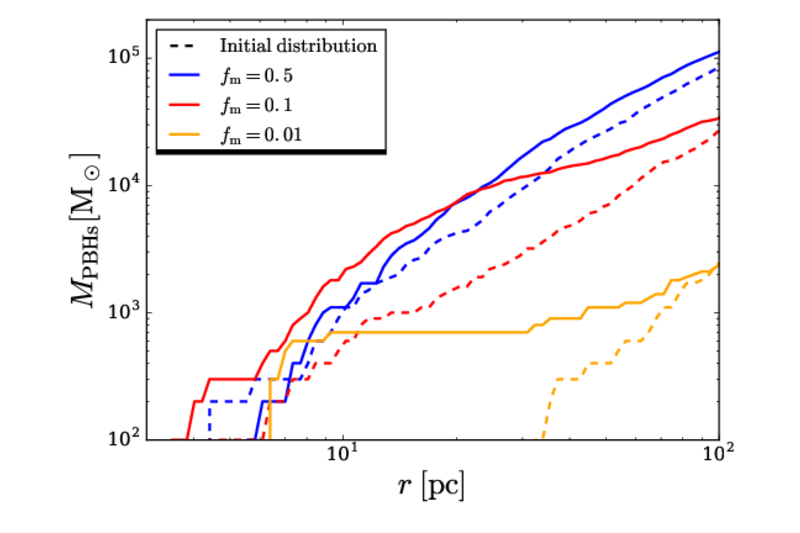 Initial distribution
f_m = 0.5
f_m = 0.1
f_m = 0.01
10^5
10^4
10^3
10^2
M_PBHs[M_⊙]
10^1
10^2
r [pc]